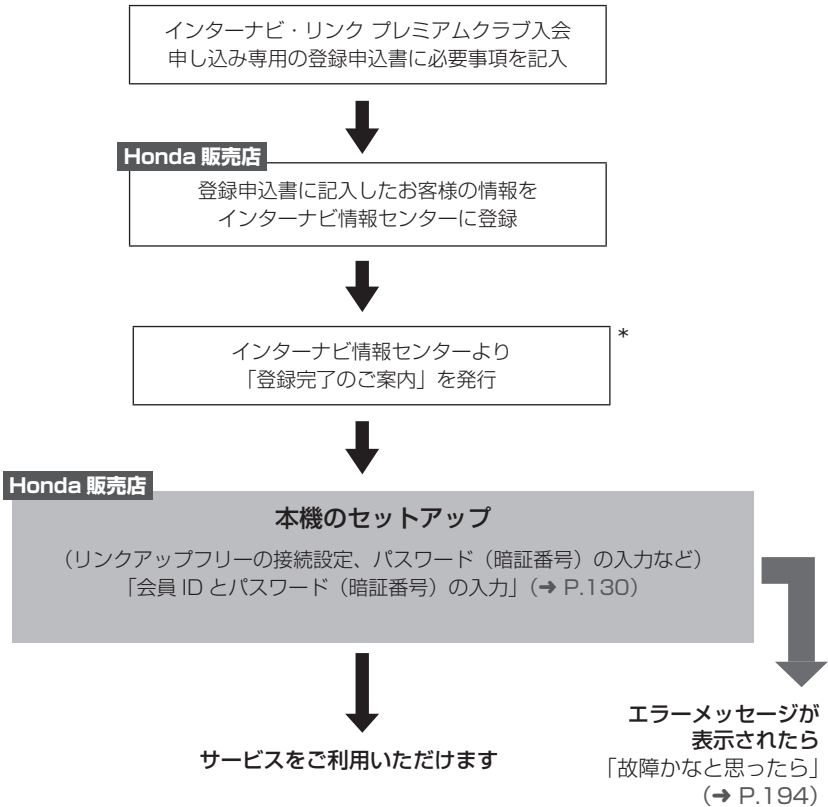 インターナビ・リンク プレミアムクラブ入会
申し込み専用の登録申込書に必要事項を記入
Honda 販売店
登録申込書に記入したお客様の情報を
インターナビ情報センターに登録
インターナビ情報センターより
*
「登録完了のご案内」を発行
Honda 販売店
本機のセットアップ
(リンクアップフリーの接続設定、パスワード(暗証番号)の入力など)
「会員 ID とパスワード(暗証番号)の入力」(➜ P.130)
サービスをご利用いただけます
エラーメッセージが
表示されたら
「故障かなと思ったら」
(➜ P.194)